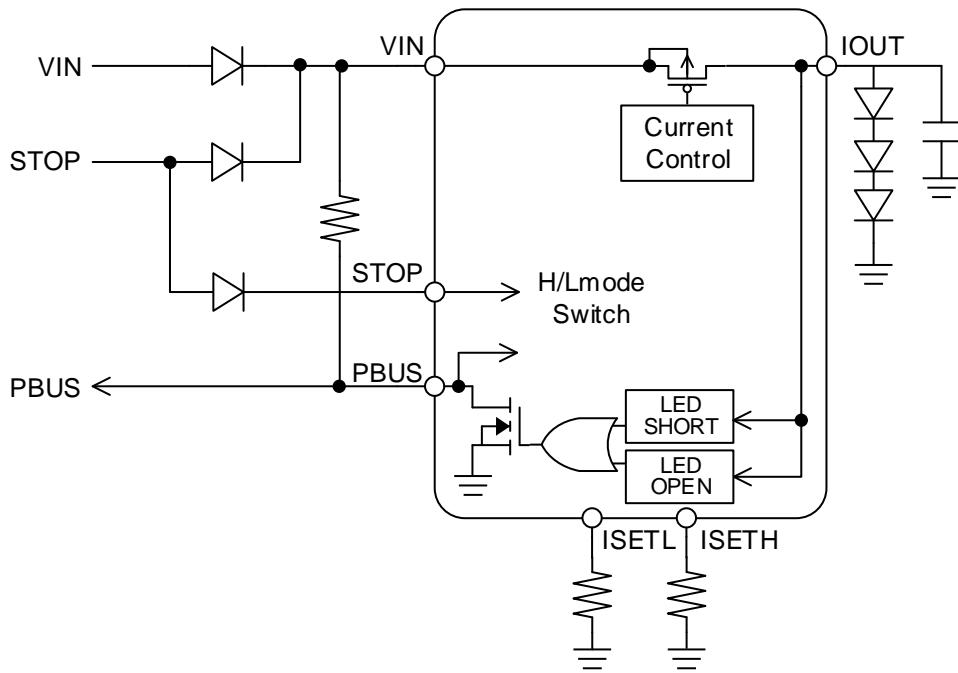 VIN
IOUT
VIN
Current
Control
STOP
STOP
H/Lmode
Switch
PBUS
PBUS
LED
SHORT
LED
OPEN
ISETL
ISETH